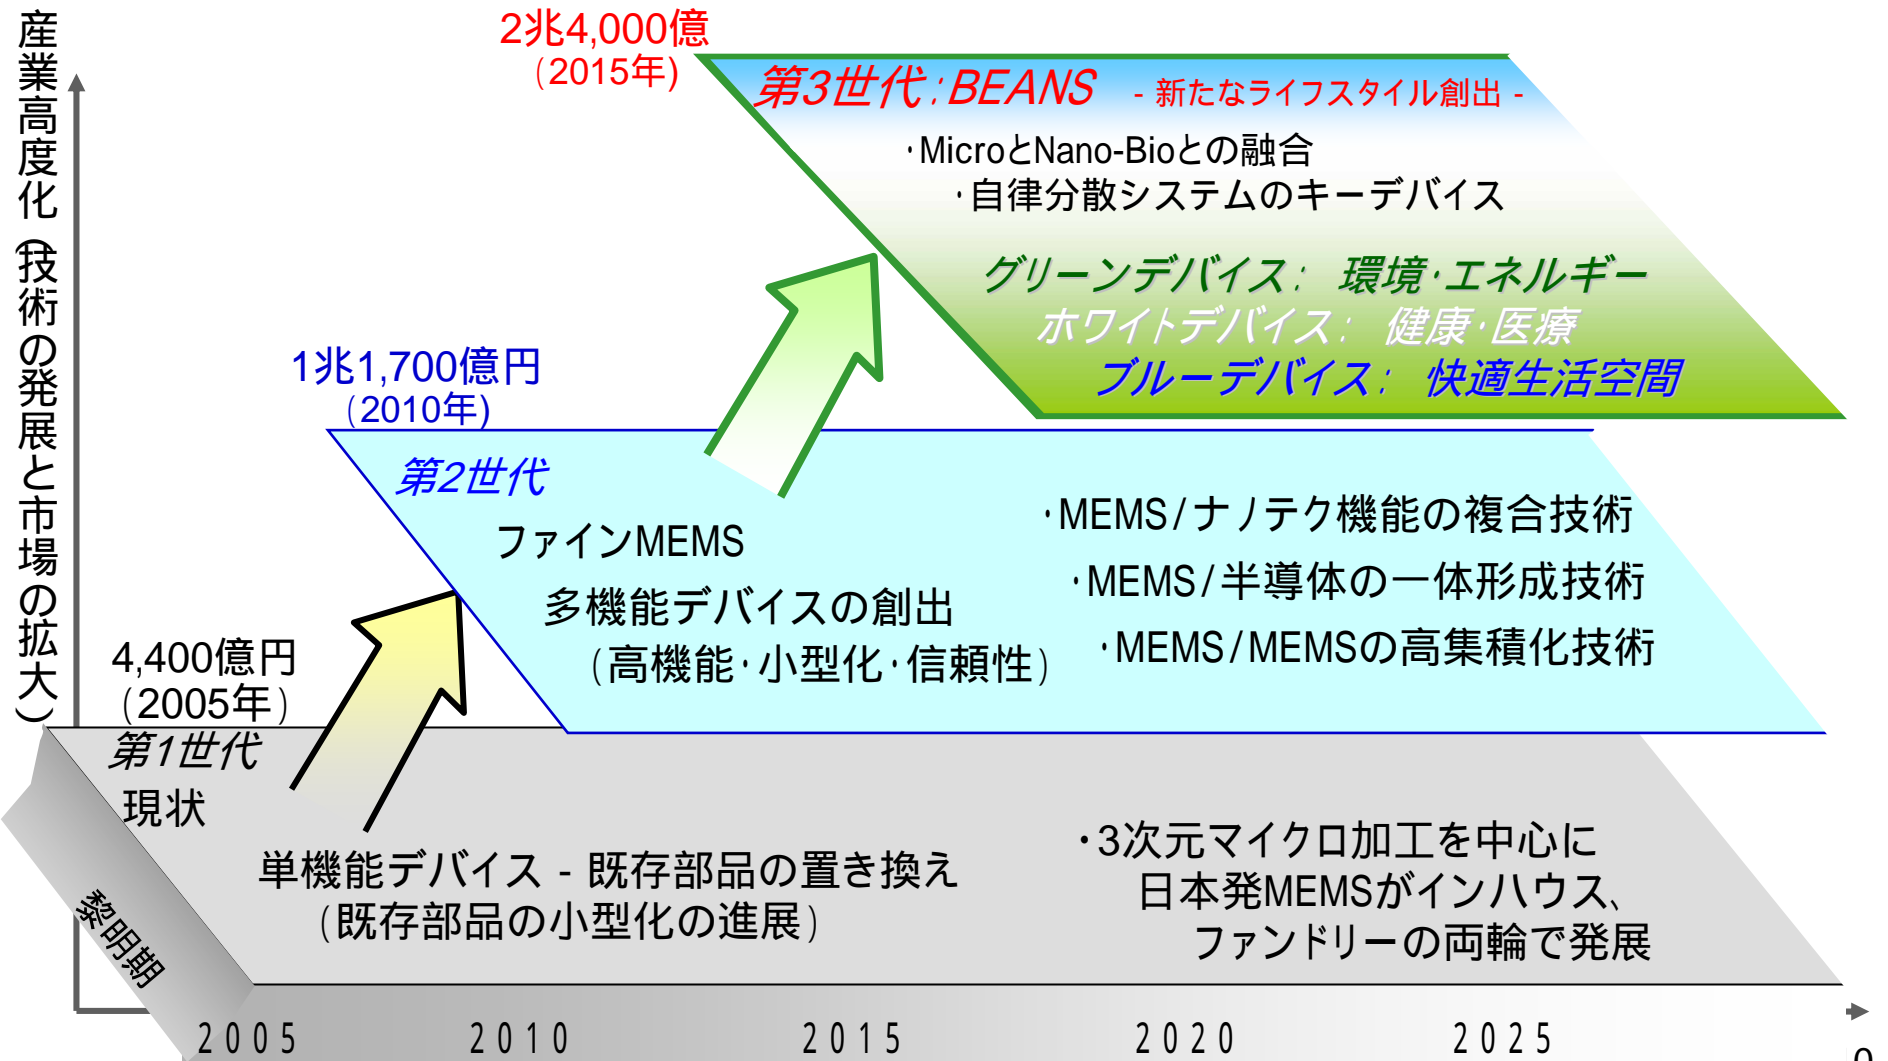 産業高度化(技術の発展と市場の拡大)
2兆4,000億
(2015年)
第3世代:BEANS - 新たなライフスタイル創出 -
・MicroとNano-Bioとの融合
・自律分散システムのキーデバイス
グリーンデバイス: 環境・エネルギー
ホワイトデバイス: 健康・医療
ブルーデバイス: 快適生活空間
1兆1,700億円
(2010年)
第2世代
ファインMEMS
多機能デバイスの創出
(高機能・小型化・信頼性)
・MEMS/ナノテク機能の複合技術
・MEMS/半導体の一体形成技術
・MEMS/MEMSの高集積化技術
4,400億円
(2005年)
第1世代
現状
単機能デバイス - 既存部品の置き換え
(既存部品の小型化の進展)
・3次元マイクロ加工を中心に
日本発MEMSがインハウス、
ファンドリーの両輪で発展
黎明期
2005 2010 2015 2020 2025